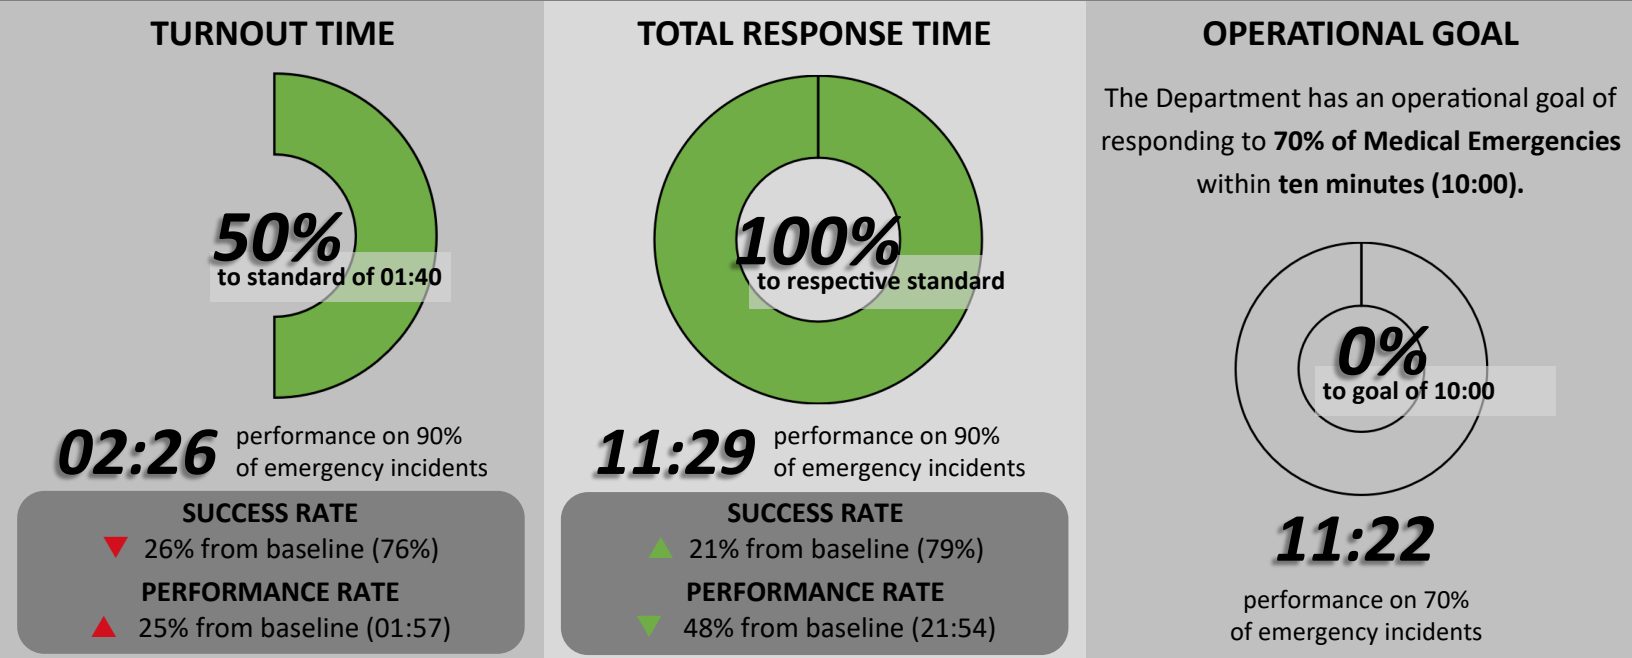 TURNOUT TIME
50%
to standard of 01:40
02:26
performance on 90%
of emergency incidents
SUCCESS RATE
▼ 26% from baseline (76%)
PERFORMANCE RATE
▲ 25% from baseline (01:57)
TOTAL RESPONSE TIME
100%
to respective standard
11:29
performance on 90%
of emergency incidents
SUCCESS RATE
▲ 21% from baseline (79%)
PERFORMANCE RATE
▼ 48% from baseline (21:54)
OPERATIONAL GOAL
The Department has an operational goal of
responding to 70% of Medical Emergencies
within ten minutes (10:00).
0%
to goal of 10:00
11:22
performance on 70%
of emergency incidents